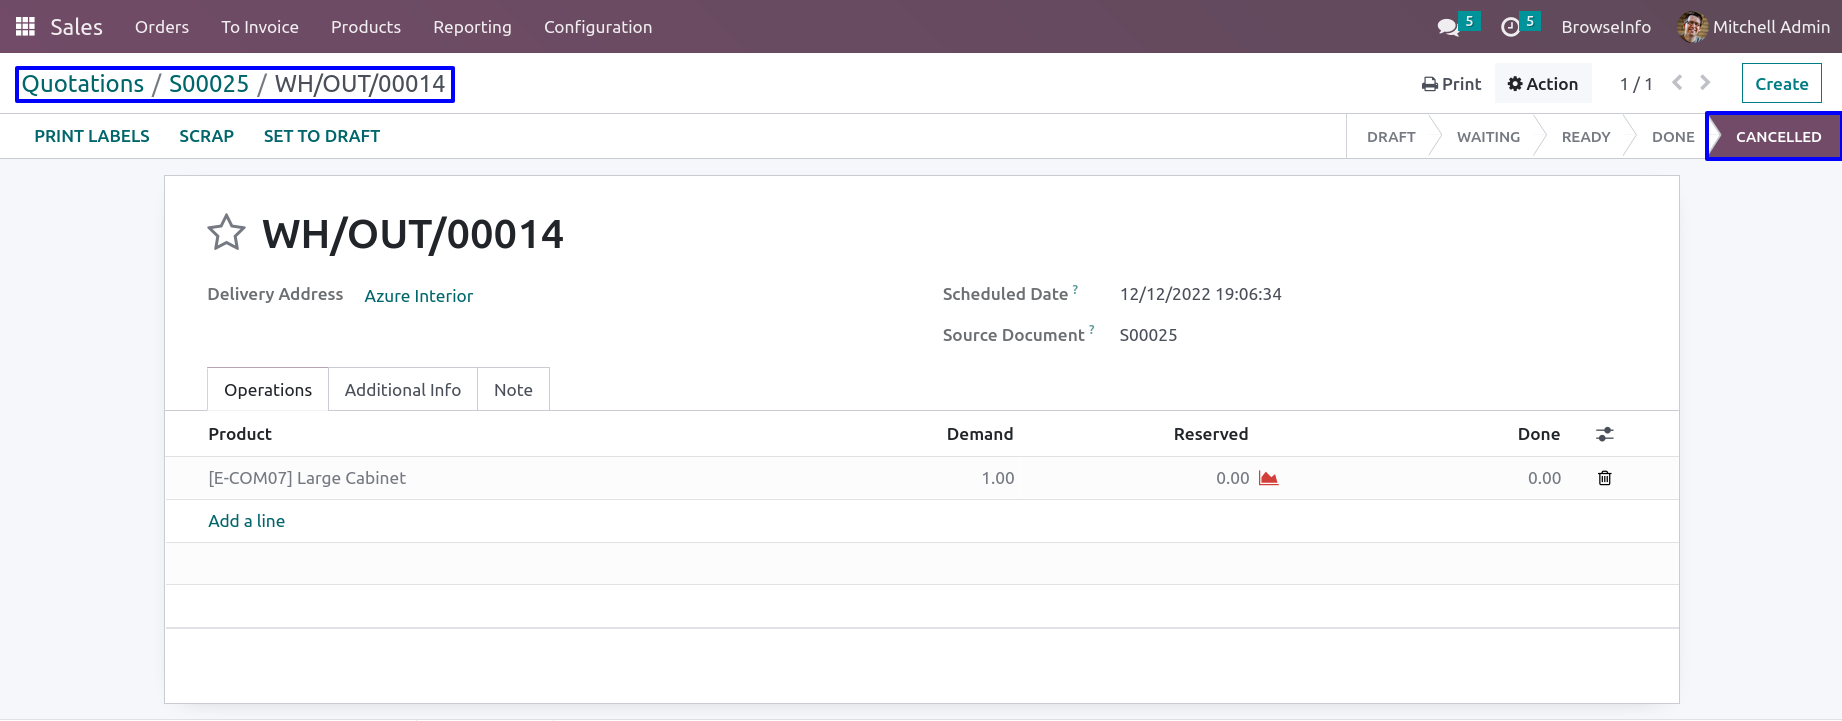 Sales Orders To Invoice Products Reporting Configuration 5 5 BrowseInfo Mitchell Admin
Quotations / S00025 / WH/OUT/00014 Print Action 1 / 1 Create
PRINT LABELS SCRAP SET TO DRAFT DRAFT WAITING READY DONE CANCELLED
WH/OUT/00014
Delivery Address Azure Interior Scheduled Date ? 12/12/2022 19:06:34
Source Document ? S00025
Operations Additional Info Note
Product Demand Reserved Done
[E-COM07] Large Cabinet 1.00 0.00 0.00
Add a line